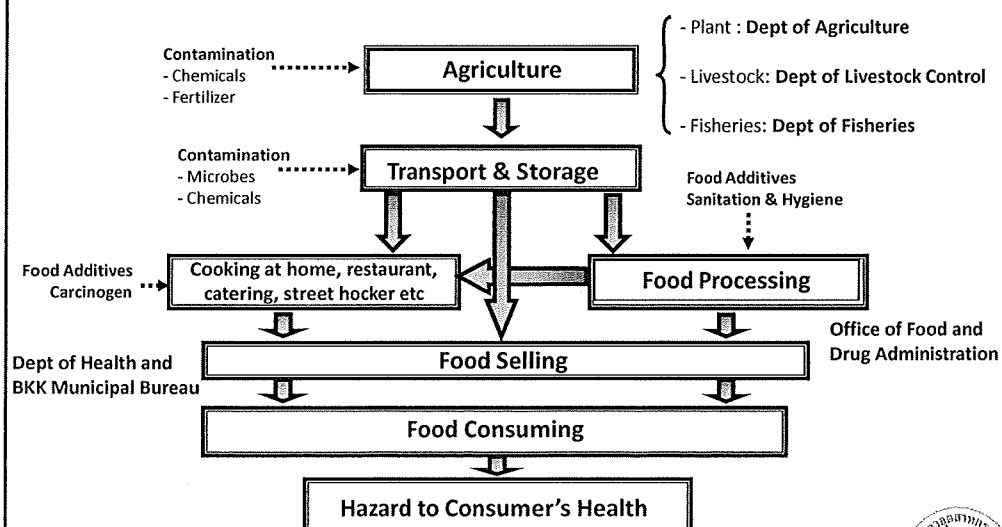 - Plant : Dept of Agriculture
Contamination
- Chemicals
- Fertilizer
Agriculture
- Livestock: Dept of Livestock Control
- Fisheries: Dept of Fisheries
Contamination
- Microbes
- Chemicals
Transport & Storage
Food Additives
Sanitation & Hygiene
Food Additives
Carcinogen
Cooking at home, restaurant,
catering, street hocker etc
Food Processing
Office of Food and
Drug Administration
Dept of Health and
BKK Municipal Bureau
Food Selling
Food Consuming
Hazard to Consumer's Health